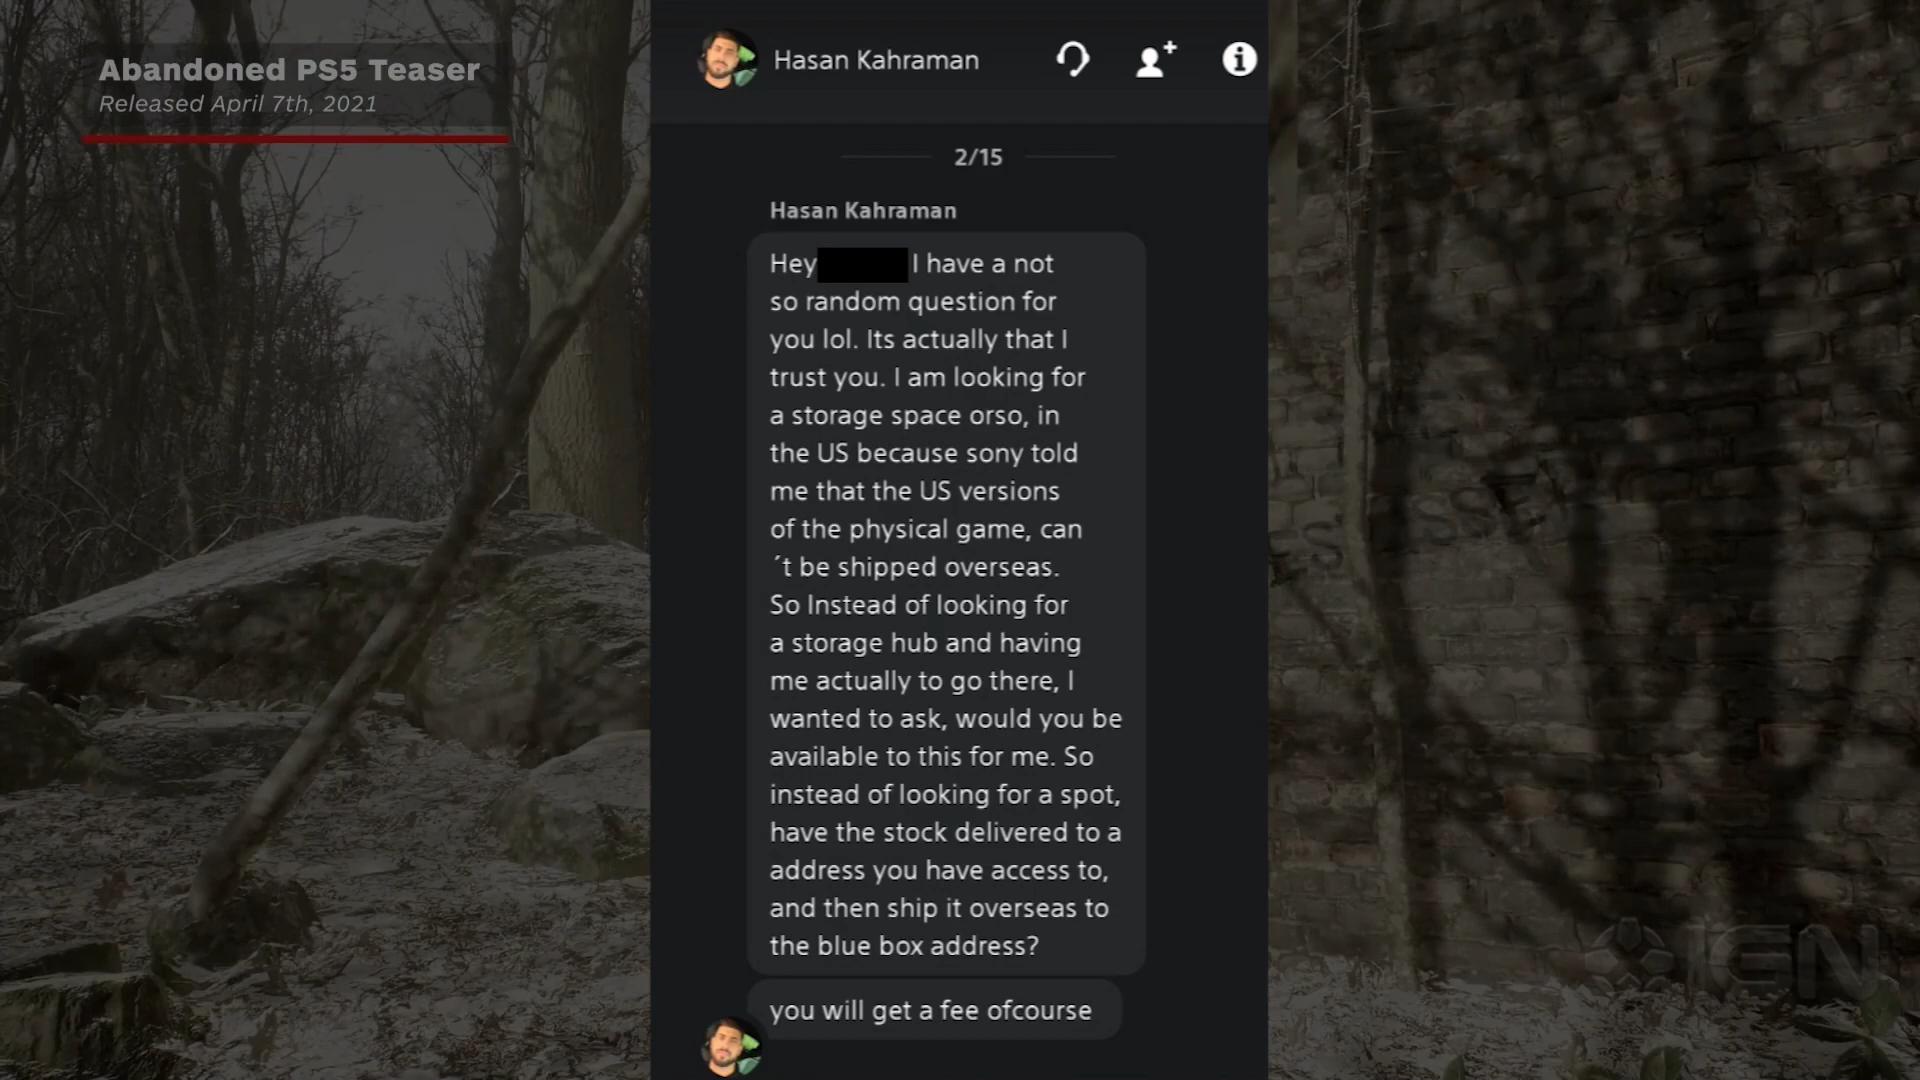 Abandoned PS5 Teaser
Released April 7th, 2021
Hasan Kahraman
2/15
Hasan Kahraman
Hey I have a not
so random question for
you lol. Its actually that I
trust you. I am looking for
a storage space orso, in
the US because sony told
me that the US versions
of the physical game, can
´t be shipped overseas.
So Instead of looking for
a storage hub and having
me actually to go there, I
wanted to ask, would you be
available to this for me. So
instead of looking for a spot,
have the stock delivered to a
address you have access to,
and then ship it overseas to
the blue box address?
you will get a fee ofcourse
IGN